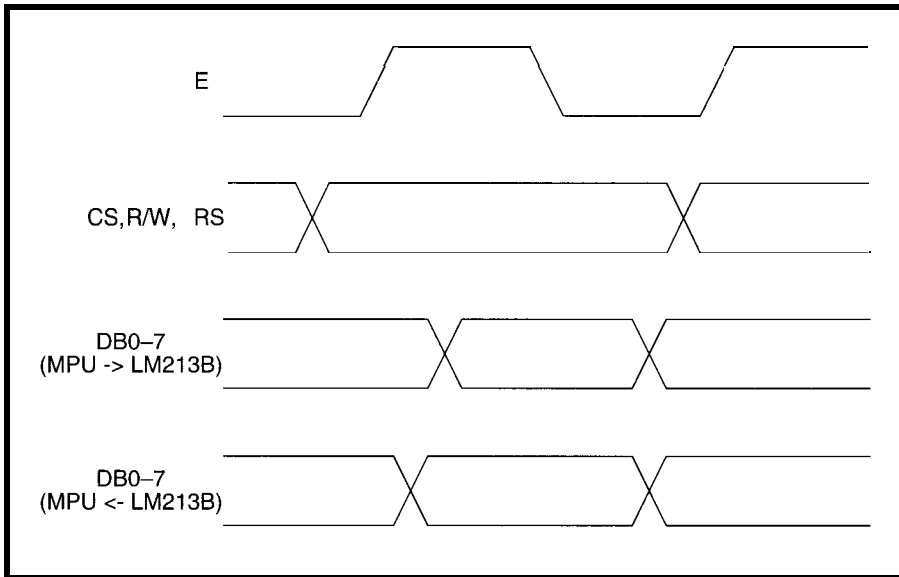 E
CS,R/W, RS
DB0–7
(MPU -> LM213B)
DB0–7
(MPU <- LM213B)